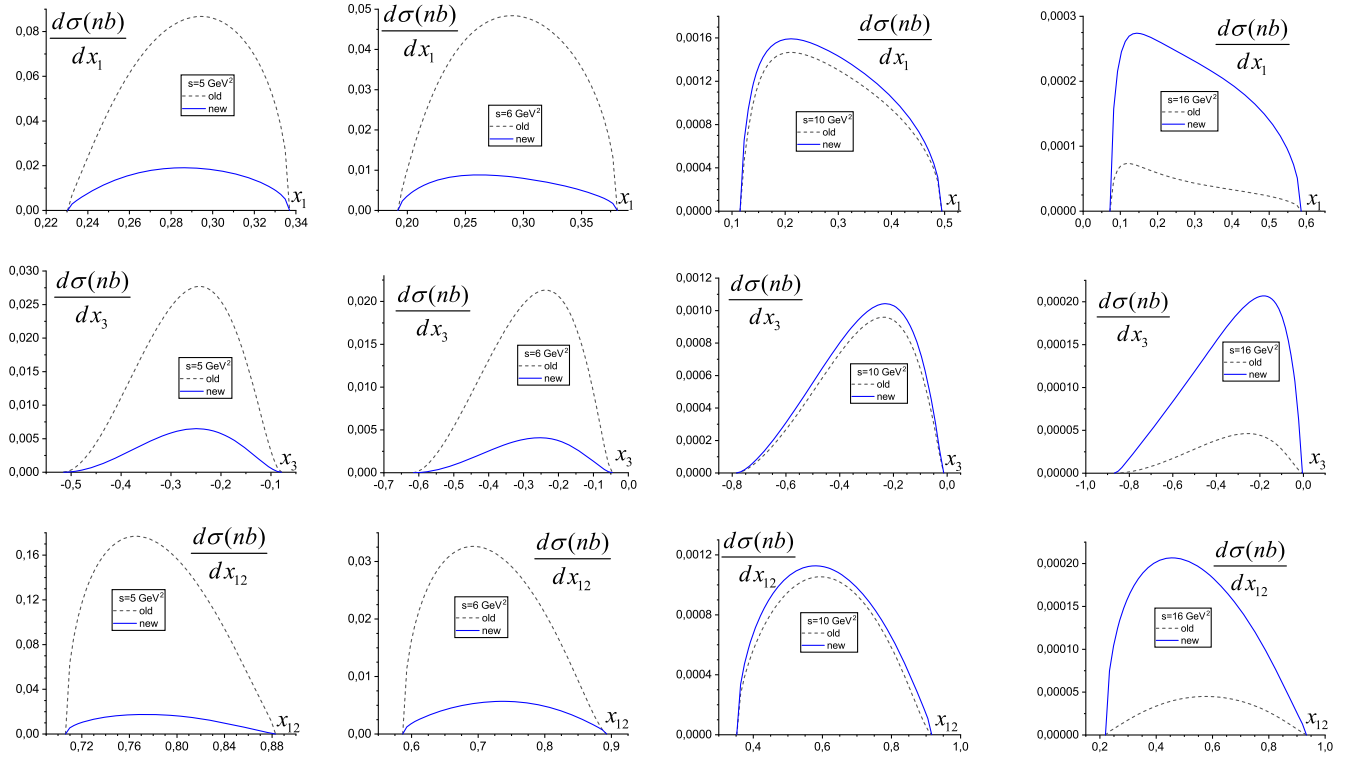 dσ(nb)
dx₁
s=5 GeV²
old
new
0,08
0,06
0,04
0,02
0,00
0,22 0,24 0,26 0,28 0,30 0,32 0,34
x₁
dσ(nb)
dx₁
s=6 GeV²
old
new
0,05
0,04
0,03
0,02
0,01
0,00
0,20 0,25 0,30 0,35
x₁
dσ(nb)
dx₁
s=10 GeV²
old
new
0,0016
0,0012
0,0008
0,0004
0,0000
0,1 0,2 0,3 0,4 0,5
x₁
dσ(nb)
dx₁
s=16 GeV²
old
new
0,0003
0,0002
0,0001
0,0000
0,0 0,1 0,2 0,3 0,4 0,5 0,6
x₁
dσ(nb)
dx₃
s=5 GeV²
old
new
0,030
0,025
0,020
0,015
0,010
0,005
0,000
-0,5 -0,4 -0,3 -0,2 -0,1
x₃
dσ(nb)
dx₃
s=6 GeV²
old
new
0,020
0,015
0,010
0,005
0,000
-0,7 -0,6 -0,5 -0,4 -0,3 -0,2 -0,1 0,0
x₃
dσ(nb)
dx₃
s=10 GeV²
old
new
0,0012
0,0010
0,0008
0,0006
0,0004
0,0002
0,0000
-0,8 -0,6 -0,4 -0,2 0,0
x₃
dσ(nb)
dx₃
s=16 GeV²
old
new
0,00020
0,00015
0,00010
0,00005
0,00000
-1,0 -0,8 -0,6 -0,4 -0,2 0,0
x₃
dσ(nb)
dx₁₂
s=5 GeV²
old
new
0,16
0,12
0,08
0,04
0,00
0,72 0,76 0,80 0,84 0,88
x₁₂
dσ(nb)
dx₁₂
s=6 GeV²
old
new
0,03
0,02
0,01
0,00
0,6 0,7 0,8 0,9
x₁₂
dσ(nb)
dx₁₂
s=10 GeV²
old
new
0,0012
0,0008
0,0004
0,0000
0,4 0,6 0,8 1,0
x₁₂
dσ(nb)
dx₁₂
s=16 GeV²
old
new
0,00020
0,00015
0,00010
0,00005
0,00000
0,2 0,4 0,6 0,8 1,0
x₁₂